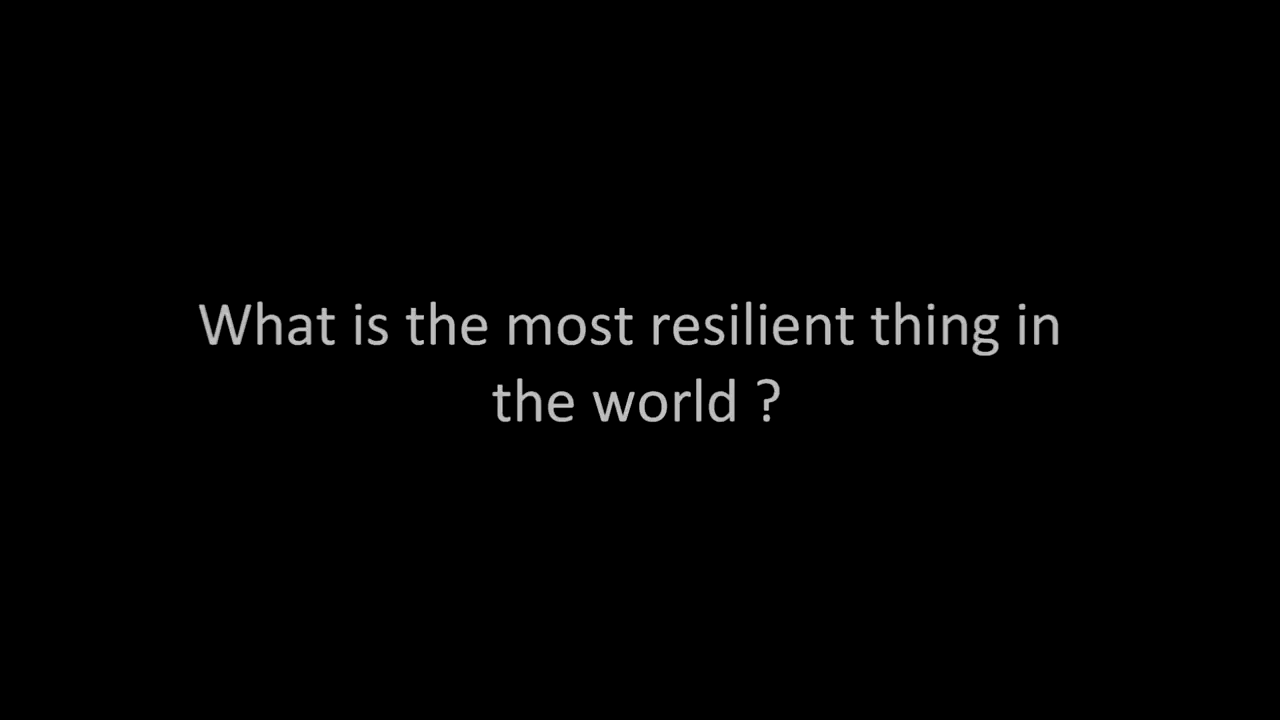 What is the most resilient thing in
the world ?